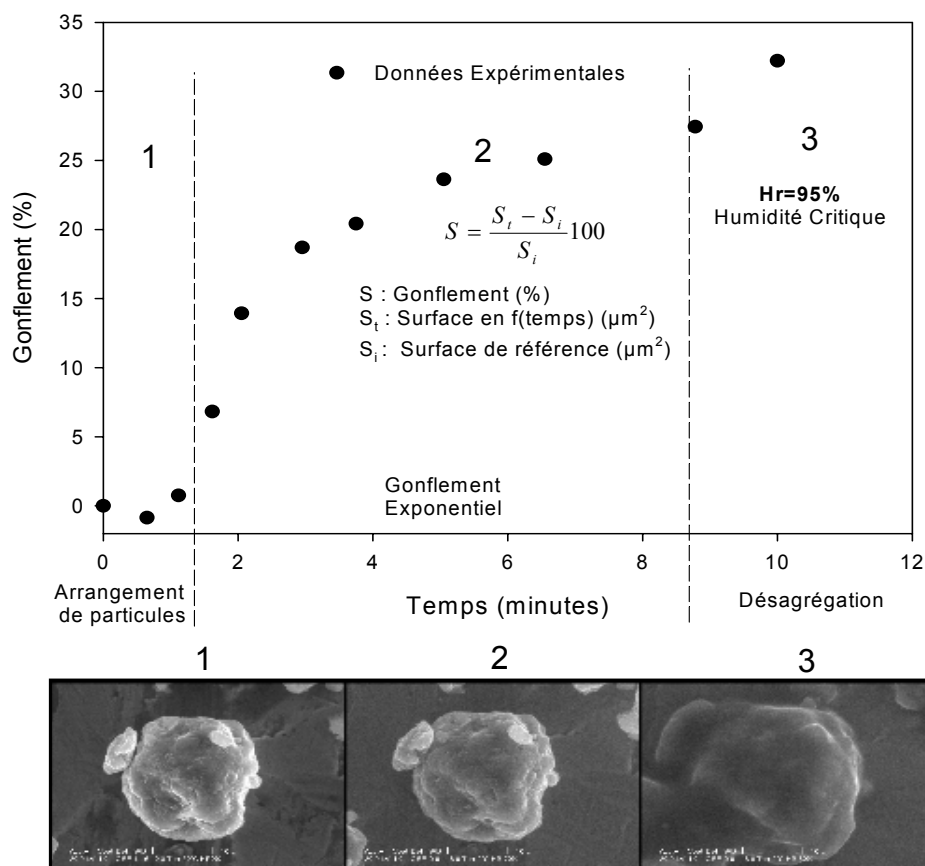 35
30
25
20
15
10
5
0
Gonflement (%)
Données Expérimentales
1
2
3
Hr=95%
Humidité Critique
S = \frac{S_t - S_i}{S_i} 100
S : Gonflement (%)
S_t : Surface en f(temps) (µm²)
S_i : Surface de référence (µm²)
Gonflement
Exponentiel
0 2 4 6 8 10 12
Arrangement
de particules
Temps (minutes)
Désagrégation
1 2 3